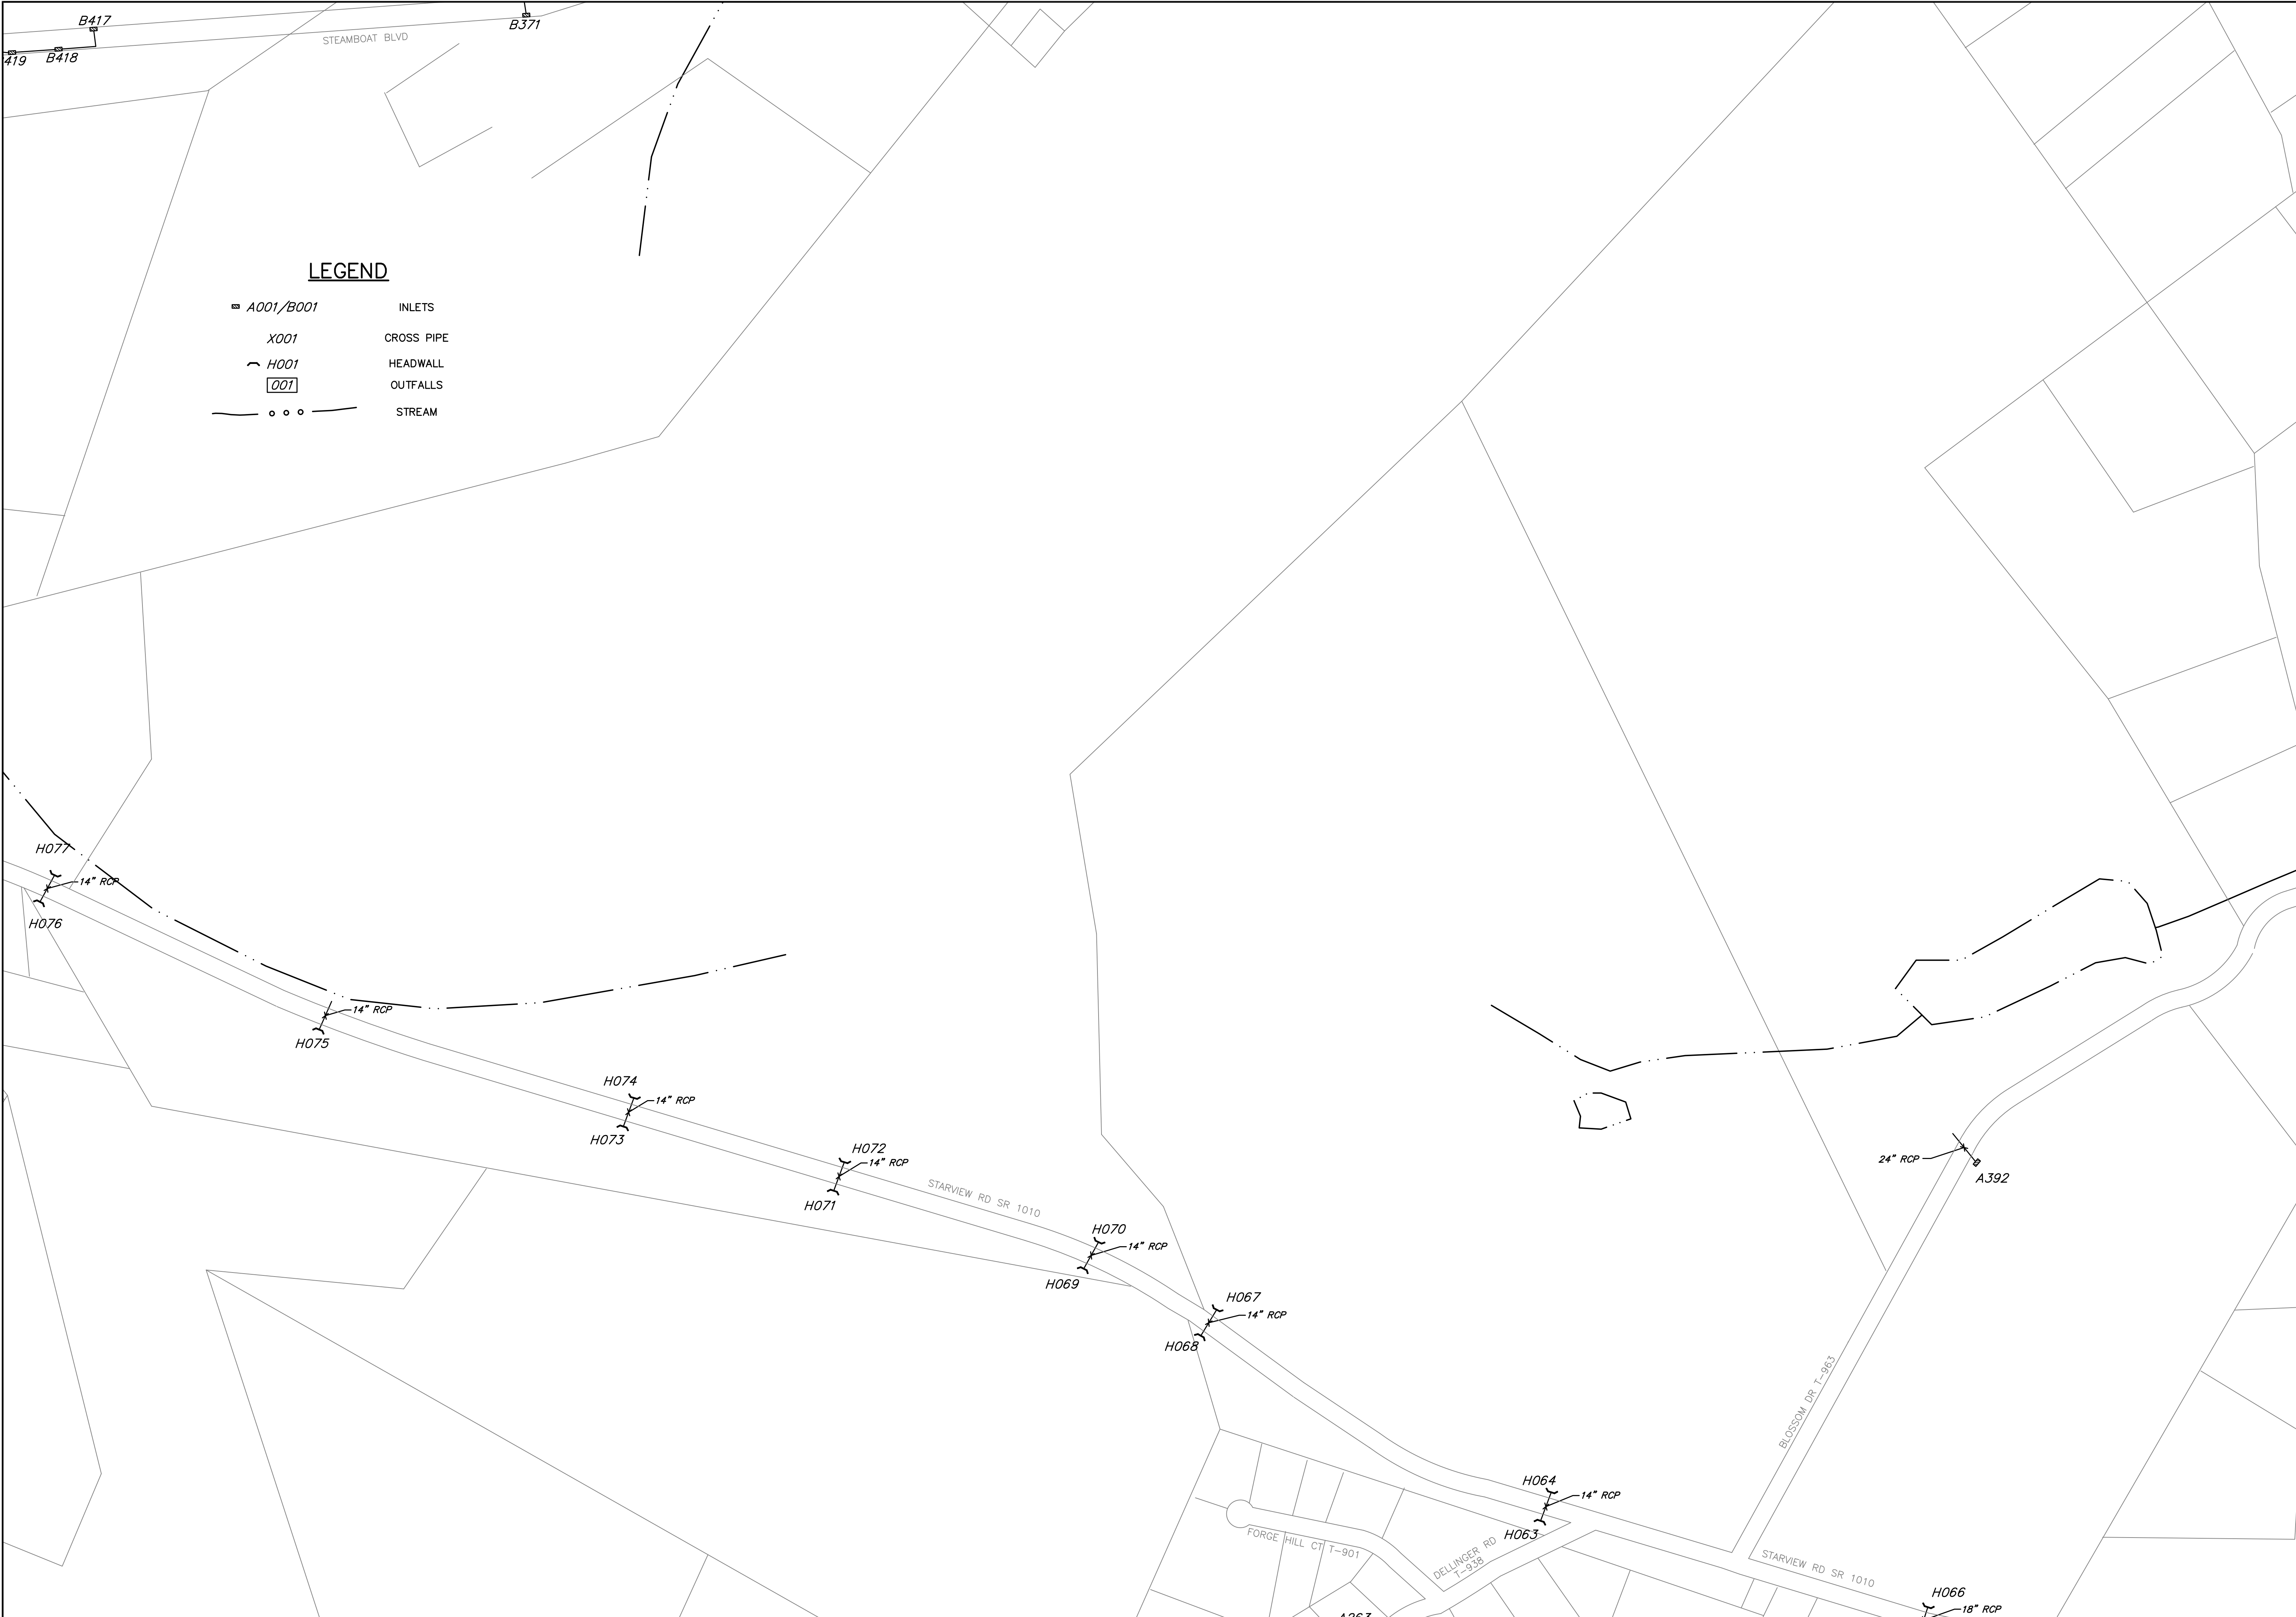 B417
B371
STEAMBOAT BLVD
419
B418
LEGEND
A001/B001 INLETS
X001 CROSS PIPE
H001 HEADWALL
001 OUTFALLS
STREAM
H077
14" RCP
H076
14" RCP
H075
H074
14" RCP
H073
H072
14" RCP
H071
STARVIEW RD SR 1010
H070
14" RCP
H069
H067
14" RCP
H068
24" RCP
A392
BLOSSOM DR T-963
H064
14" RCP
H063
FORGE HILL CT T-901
DELLINGER RD
T-938
STARVIEW RD SR 1010
H066
18" RCP
A263